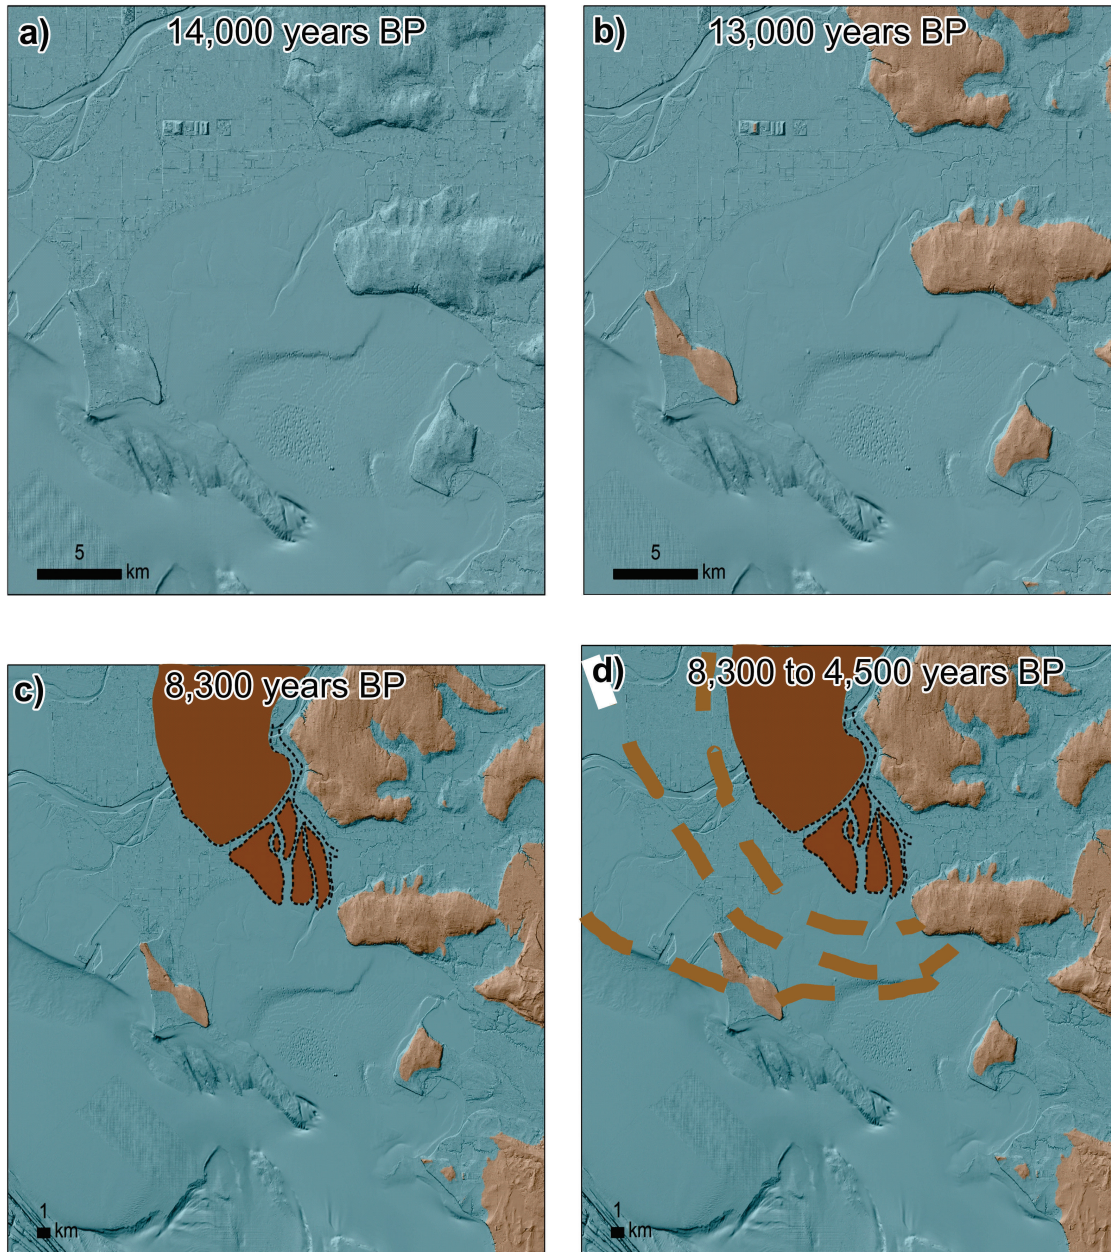 a)
14,000 years BP
5
km
b)
13,000 years BP
5
km
c)
8,300 years BP
1
km
d)
8,300 to 4,500 years BP
1
km